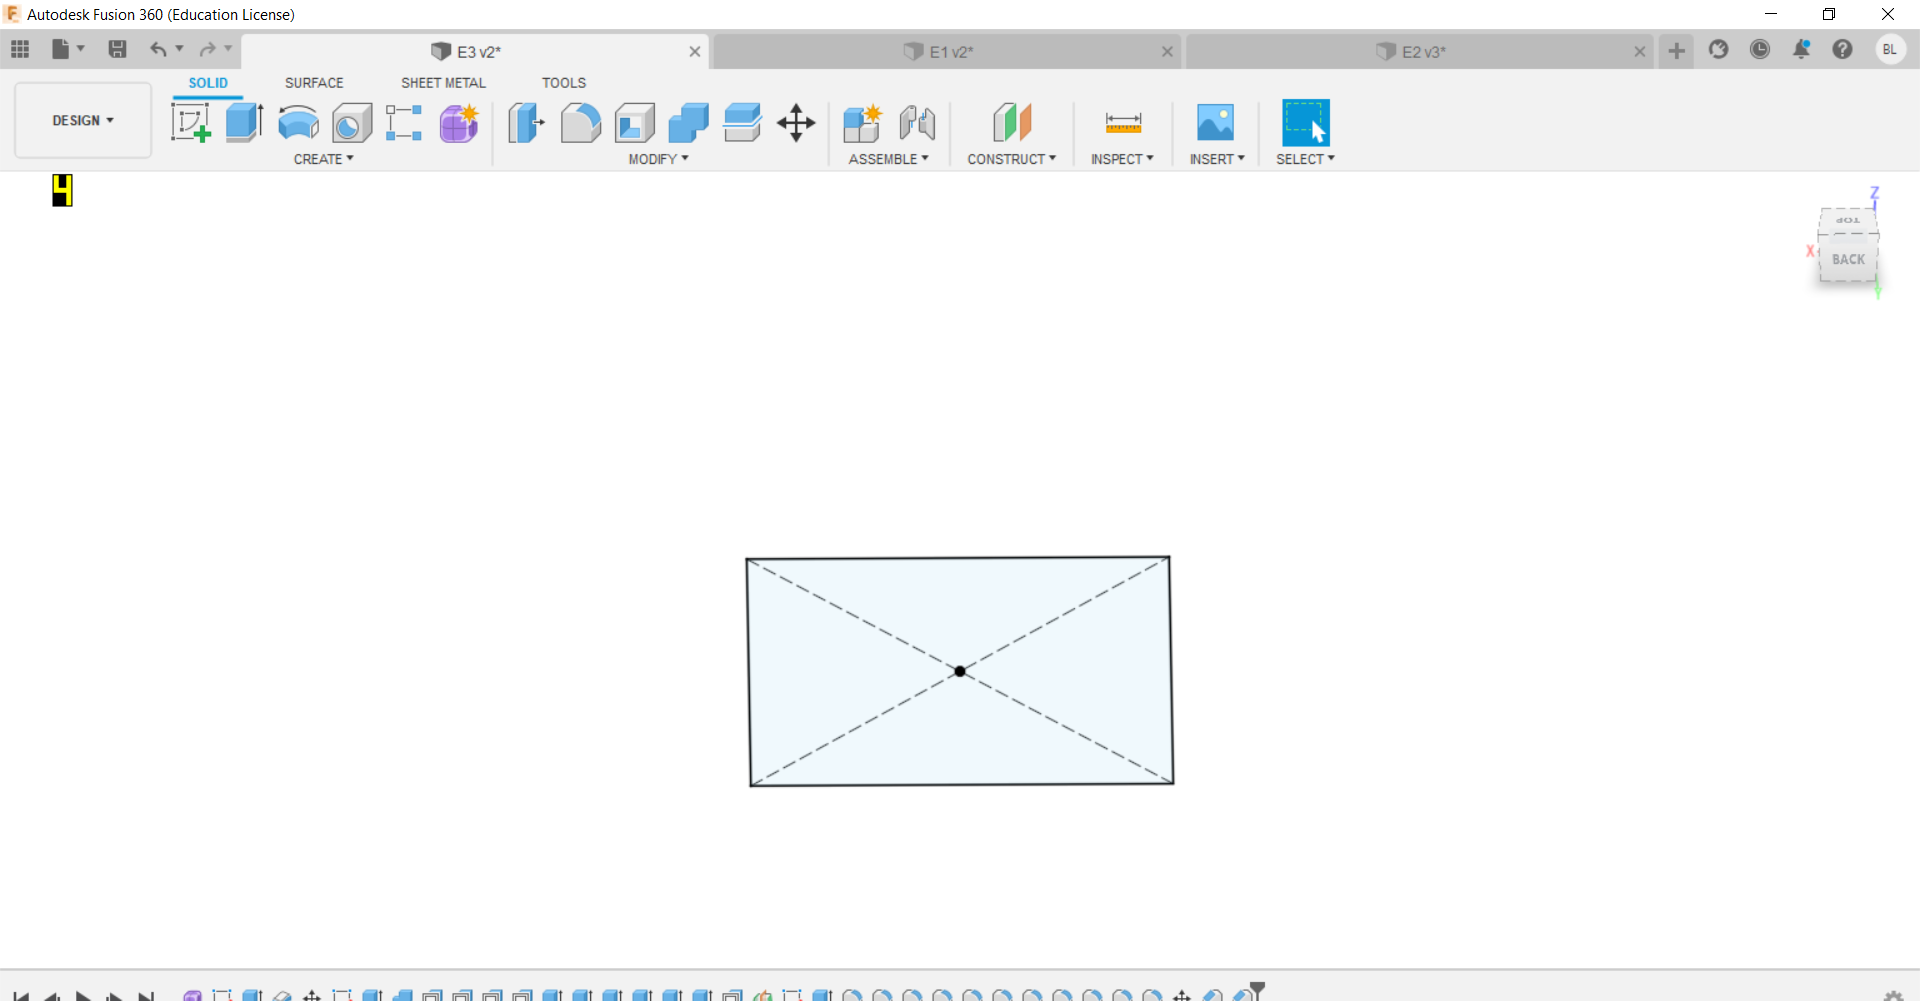 Autodesk Fusion 360 (Education License)
E3 v2*
E1 v2*
E2 v3*
BL
SOLID
SURFACE
SHEET METAL
TOOLS
DESIGN
CREATE
MODIFY
ASSEMBLE
CONSTRUCT
INSPECT
INSERT
SELECT
4
Z
TOP
X
BACK
Y